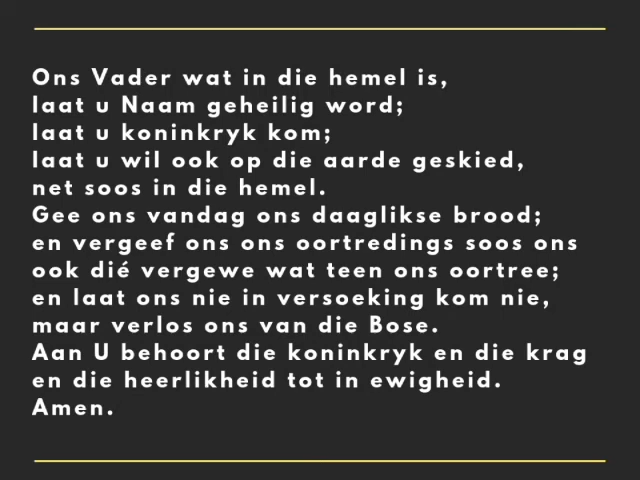 Ons Vader wat in die hemel is,
laat u Naam geheilig word;
laat u koninkryk kom;
laat u wil ook op die aarde geskied,
net soos in die hemel.
Gee ons vandag ons daaglikse brood;
en vergeef ons ons oortredings soos ons
ook dié vergewe wat teen ons oortree;
en laat ons nie in versoeking kom nie,
maar verlos ons van die Bose.
Aan U behoort die koninkryk en die krag
en die heerlikheid tot in ewigheid.
Amen.